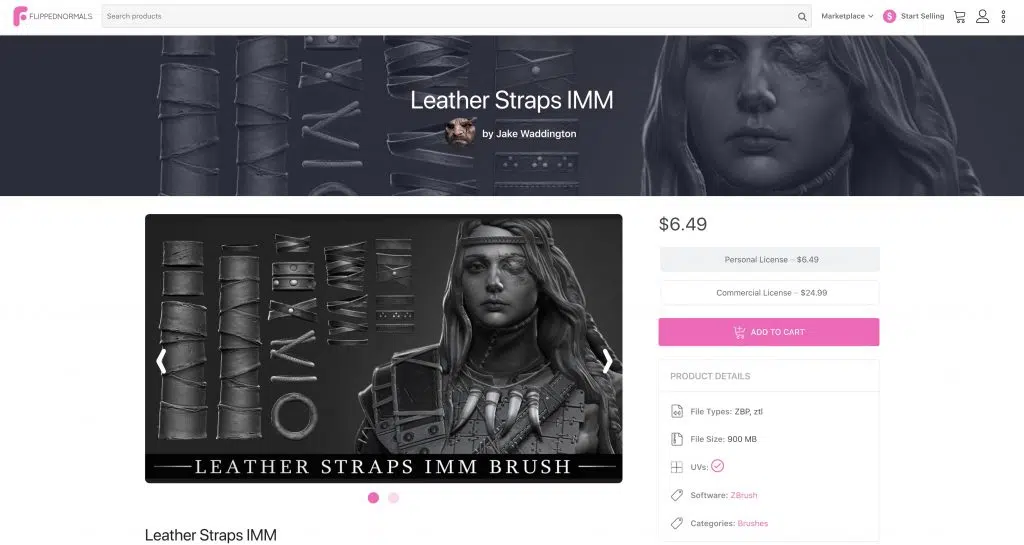 FLIPPEDNORMALS
Search products
Marketplace
$ Start Selling
Leather Straps IMM
by Jake Waddington
LEATHER STRAPS IMM BRUSH
$6.49
Personal License – $6.49
Commercial License – $24.99
ADD TO CART
PRODUCT DETAILS
File Types: ZBP, ztl
File Size: 900 MB
UVs:
Software: ZBrush
Categories: Brushes
Leather Straps IMM